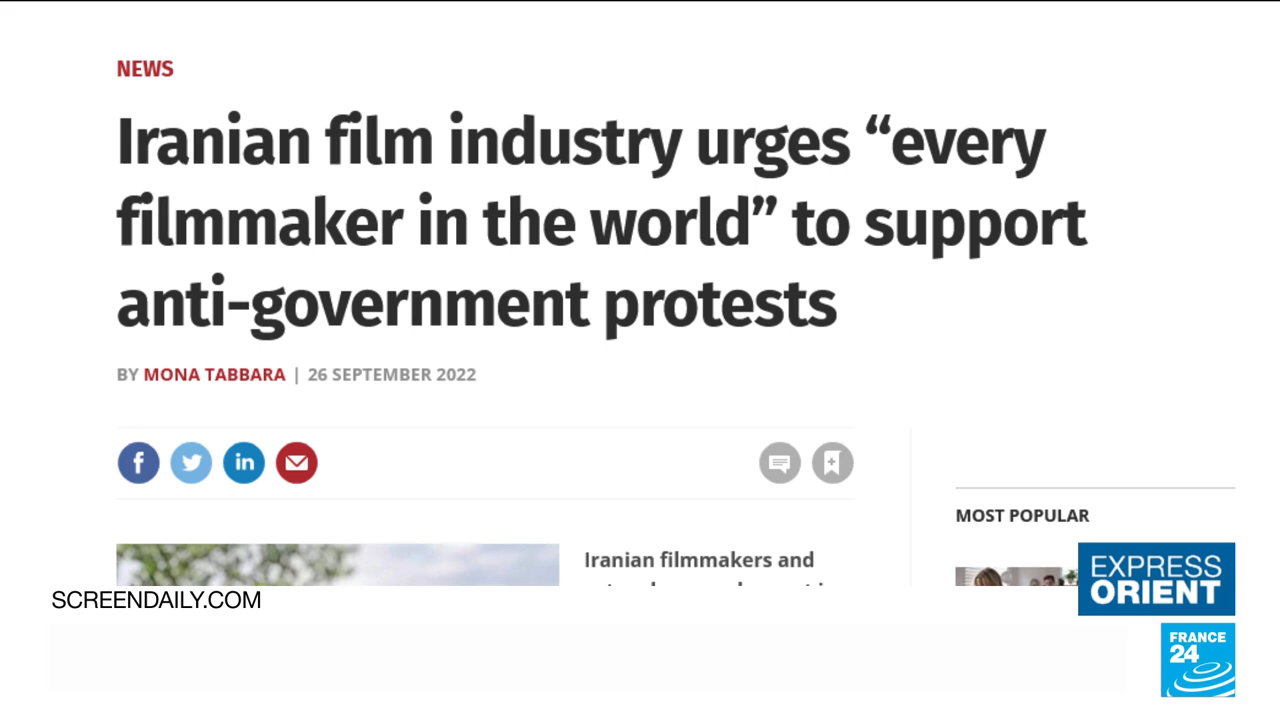 NEWS
Iranian film industry urges “every
filmmaker in the world” to support
anti-government protests
BY MONA TABBARA | 26 SEPTEMBER 2022
f
in
MOST POPULAR
Iranian filmmakers and
SCREENDAILY.COM
EXPRESS
ORIENT
FRANCE
24